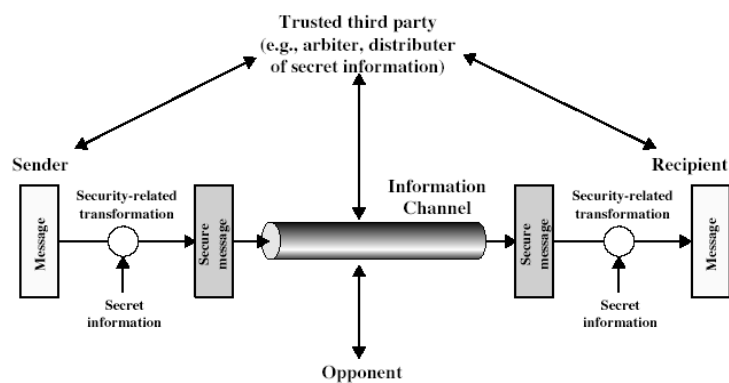 Trusted third party
(e.g., arbiter, distributer
of secret information)
Sender
Recipient
Message
Security-related
transformation
Secret
information
Secure
message
Information
Channel
Secure
message
Security-related
transformation
Secret
information
Message
Opponent